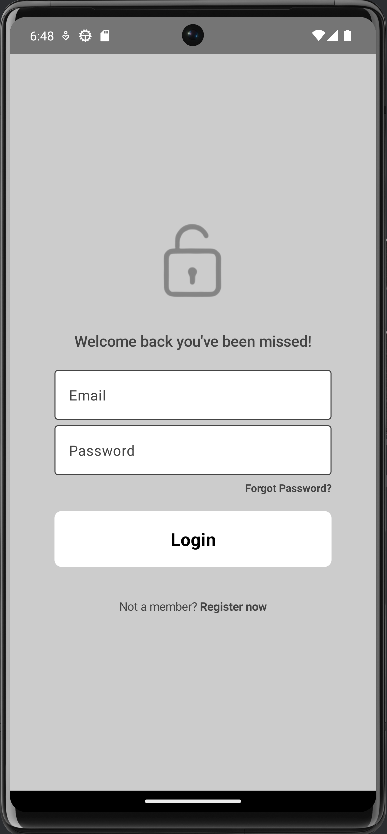 6:48
Welcome back you've been missed!
Email
Password
Forgot Password?
Login
Not a member? Register now